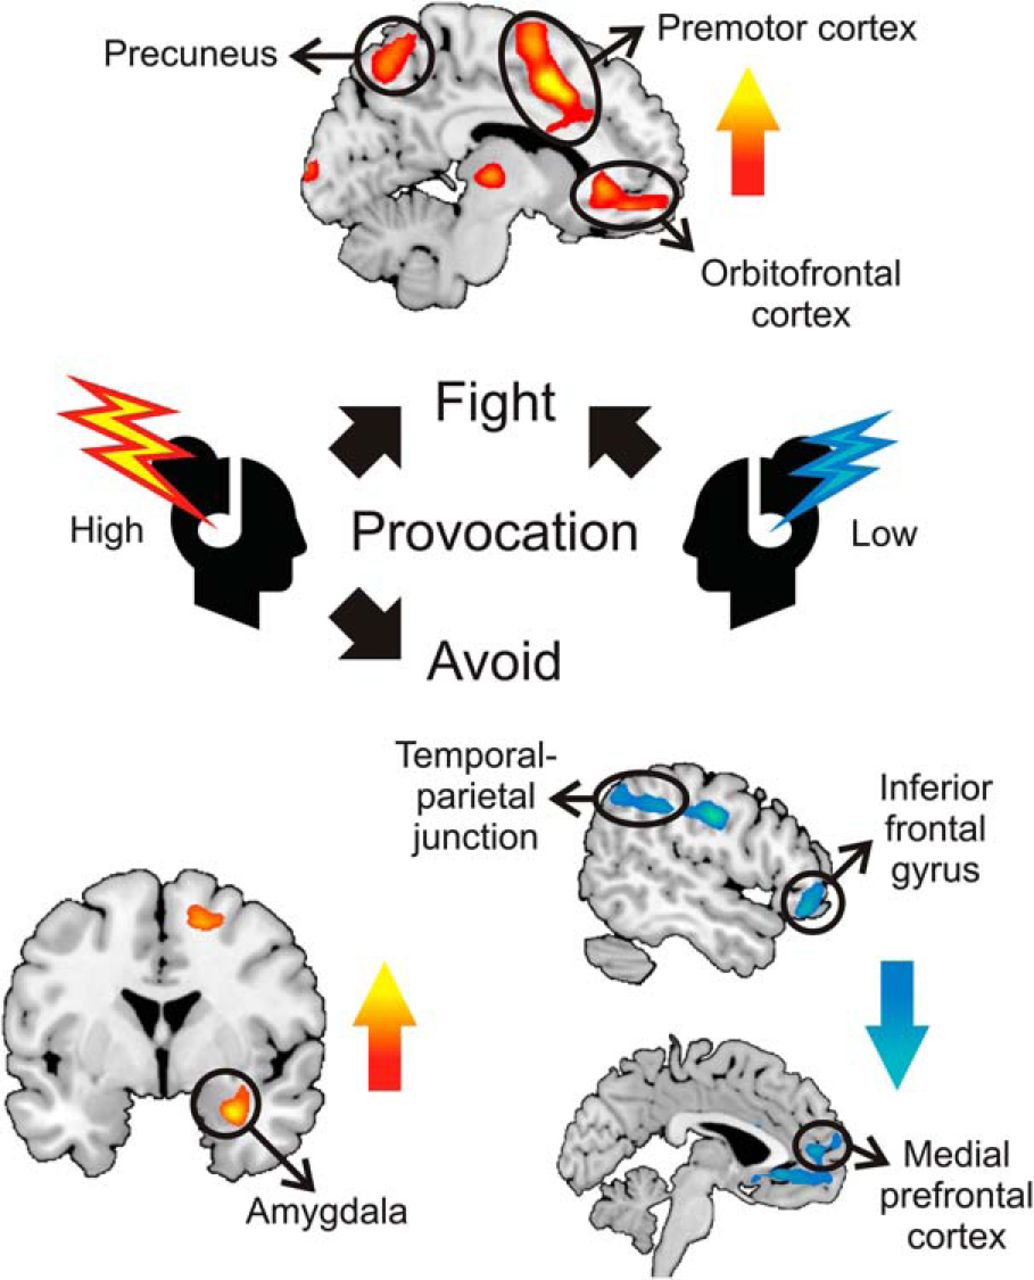 Precuneus
Premotor cortex
Orbitofrontal
cortex
Fight
High
Provocation
Low
Avoid
Temporal-
parietal
junction
Inferior
frontal
gyrus
Amygdala
Medial
prefrontal
cortex